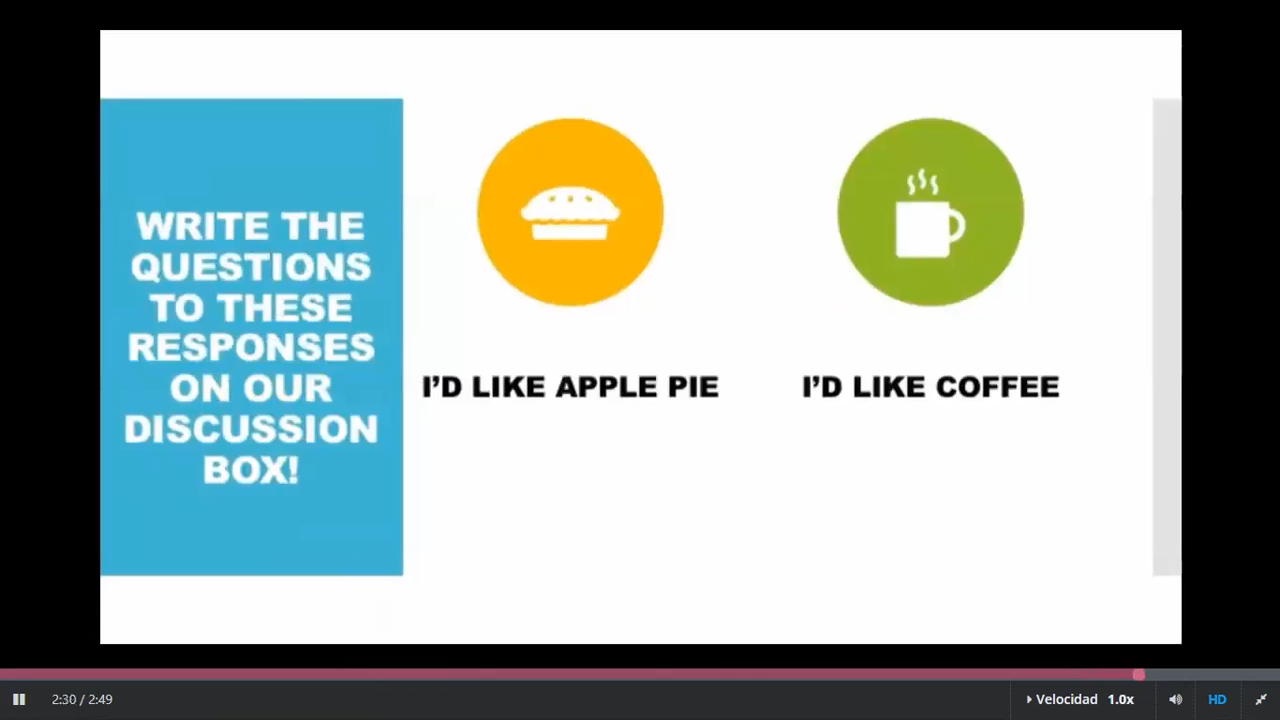 WRITE THE
QUESTIONS
TO THESE
RESPONSES
ON OUR
DISCUSSION
BOX!
I'D LIKE APPLE PIE
I'D LIKE COFFEE
2:30 / 2:49
Velocidad 1.0x
HD